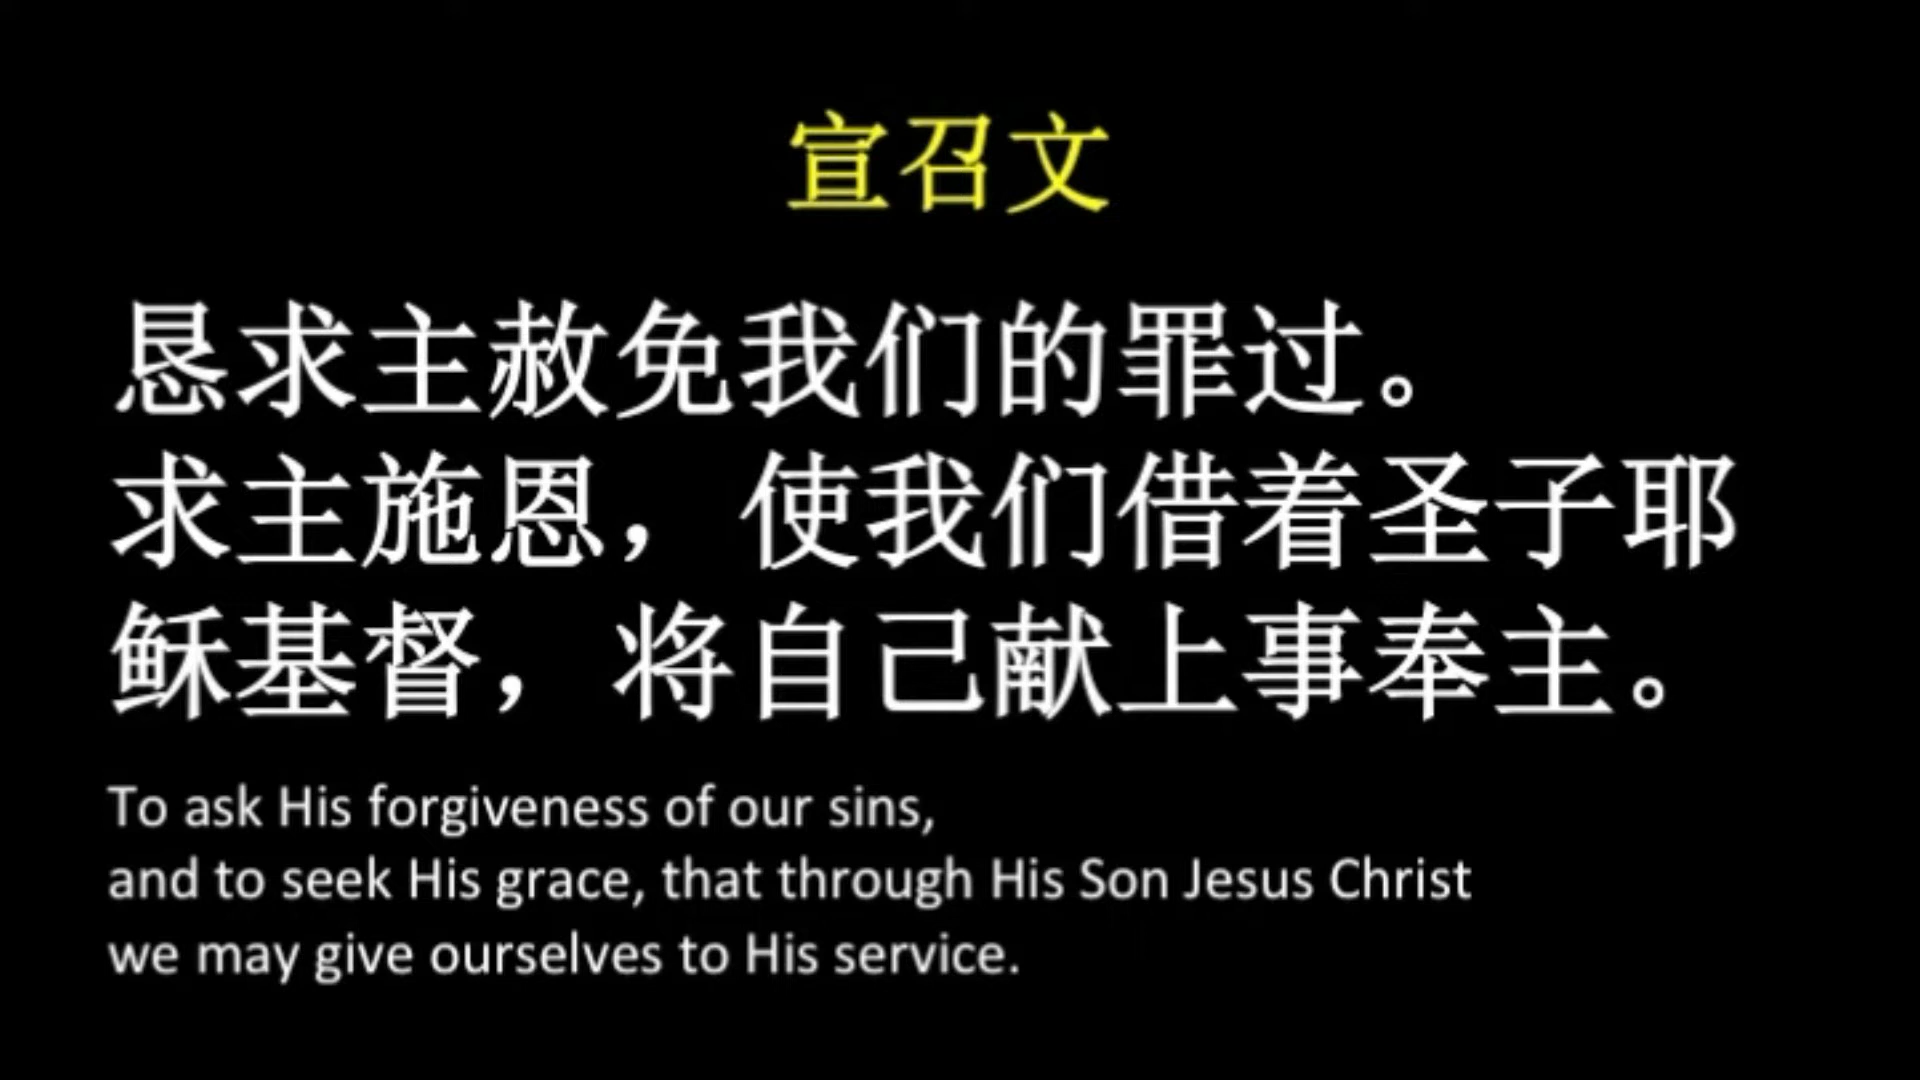 宣召文
恳求主赦免我们的罪过。
求主施恩，使我们借着圣子耶
稣基督，将自己献上事奉主。
To ask His forgiveness of our sins,
and to seek His grace, that through His Son Jesus Christ
we may give ourselves to His service.